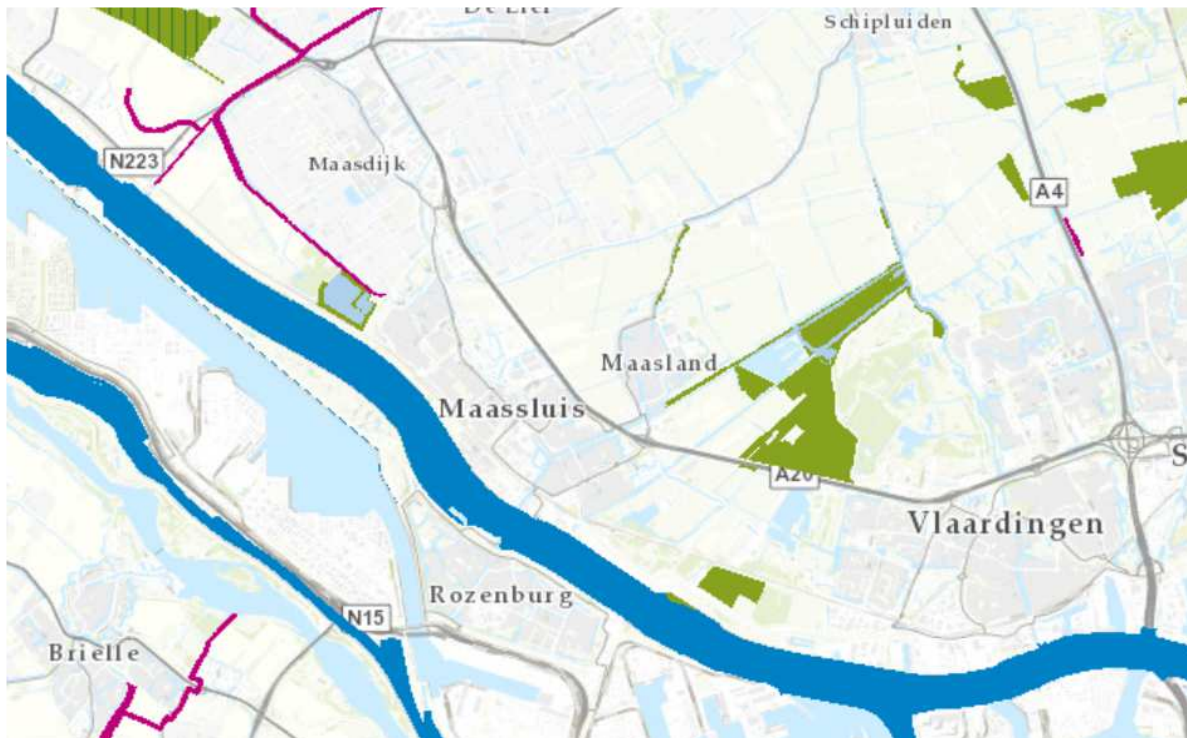 Schipluiden
N223
Maasdijk
A4
Maasland
Maassluis
A20
Vlaardingen
Rozenburg
N15
Brielle